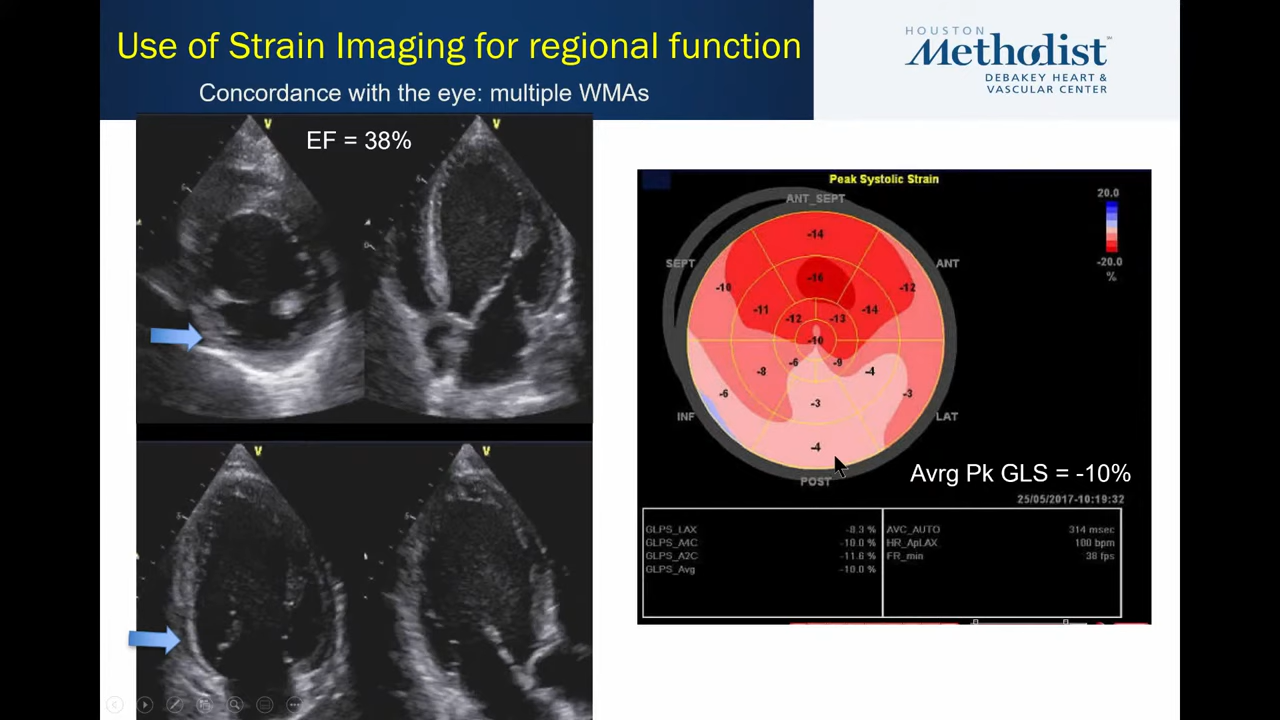 Use of Strain Imaging for regional function
Concordance with the eye: multiple WMAs
HOUSTON
Methodist
DEBAKEY HEART &
VASCULAR CENTER
V
V
EF = 38%
V
V
Peak Systolic Strain
ANT_SEPT
SEPT
ANT
INF
LAT
POST
-14
-10
-12
-16
-11
-14
-12
-13
-10
-6
-9
-8
-4
-6
-3
-3
-4
20.0
-20.0
%
Avrg Pk GLS = -10%
25/05/2017-10:19:32
GLPS_LAX -8.3 %
GLPS_A4C -10.0 %
GLPS_A2C -11.6 %
GLPS_Avg -10.0 %
AVC_AUTO 314 msec
HR_ApLAX 100 bpm
FR_min 38 fps